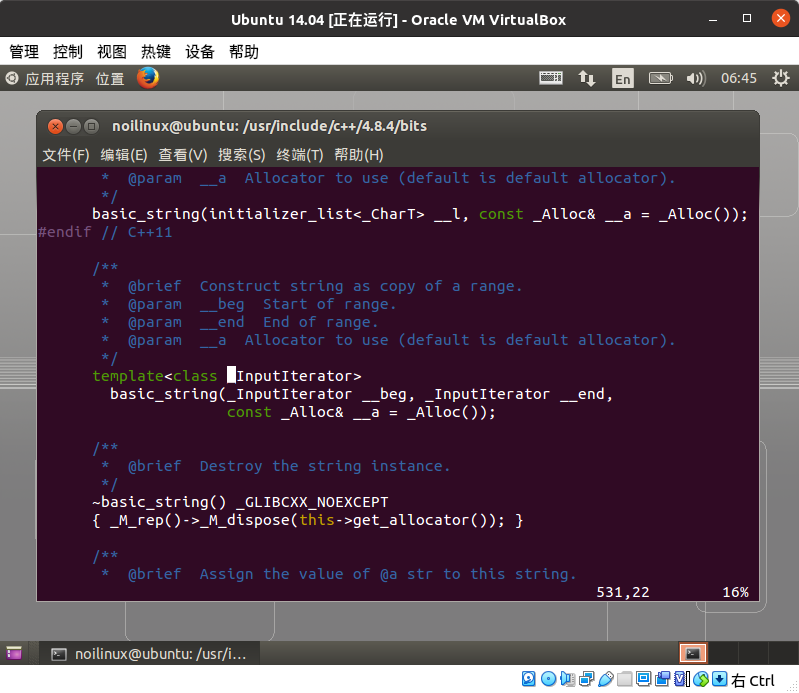 Ubuntu 14.04 [正在运行] - Oracle VM VirtualBox
管理 控制 视图 热键 设备 帮助
应用程序 位置 En 06:45
noilinux@ubuntu: /usr/include/c++/4.8.4/bits
文件(F) 编辑(E) 查看(V) 搜索(S) 终端(T) 帮助(H)
* @param __a Allocator to use (default is default allocator).
*/
basic_string(initializer_list<_CharT> __l, const _Alloc& __a = _Alloc());
#endif // C++11
/**
* @brief Construct string as copy of a range.
* @param __beg Start of range.
* @param __end End of range.
* @param __a Allocator to use (default is default allocator).
*/
template<class InputIterator>
basic_string(_InputIterator __beg, _InputIterator __end,
const _Alloc& __a = _Alloc());
/**
* @brief Destroy the string instance.
*/
~basic_string() _GLIBCXX_NOEXCEPT
{ _M_rep()->_M_dispose(this->get_allocator()); }
/**
* @brief Assign the value of @a str to this string.
531,22 16%
noilinux@ubuntu: /usr/i...
右 Ctrl